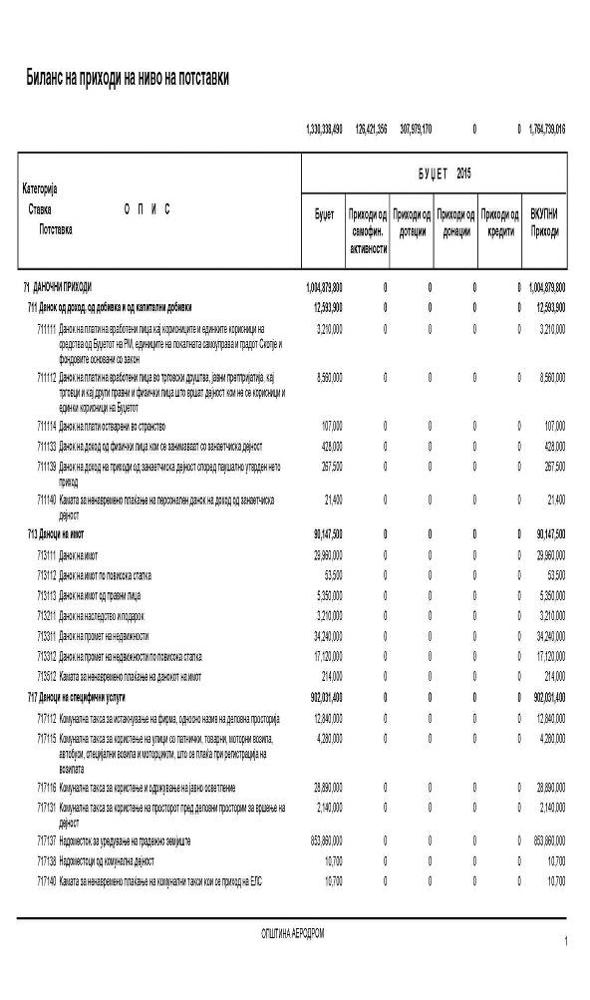 Биланс на приходи на ниво на потставки
1,330,338,490 126,421,356 307,979,170 0 0 1,764,739,016
Б У Џ Е Т 2015
Категорија
Ставка О П И С Буџет Приходи од Приходи од Приходи од Приходи од ВКУПНИ
Потставка самофин. дотации донации кредити Приходи
активности
71 ДАНОЧНИ ПРИХОДИ 1,004,879,800 0 0 0 0 1,004,879,800
711 Данок од доход, од добивка и од капитални добивки 12,593,900 0 0 0 0 12,593,900
711111 Данок на плати на вработени лица кај корисниците и единките корисници на 3,210,000 0 0 0 0 3,210,000
средства од Буџетот на РМ, единиците на локалната самоуправа и градот Скопје и
фондовите основани со закон
711112 Данок на плати на вработени лица во трговски друштва, јавни претпријатија, кај 8,560,000 0 0 0 0 8,560,000
трговци и кај други правни и физички лица што вршат дејност кои не се корисници и
единки корисници на Буџетот
711114 Данок на плати остварени во странство 107,000 0 0 0 0 107,000
711133 Данок на доход од физички лица кои се занимаваат со занаетчиска дејност 428,000 0 0 0 0 428,000
711139 Данок на доход на приходи од занаетчиска дејност според паушално утврден нето 267,500 0 0 0 0 267,500
приход
711140 Камата за ненавремено плаќање на персонален данок на доход од занаетчиска 21,400 0 0 0 0 21,400
дејност
713 Даноци на имот 90,147,500 0 0 0 0 90,147,500
713111 Данок на имот 29,960,000 0 0 0 0 29,960,000
713112 Данок на имот по повисока стапка 53,500 0 0 0 0 53,500
713113 Данок на имот од правни лица 5,350,000 0 0 0 0 5,350,000
713211 Данок на наследство и подарок 3,210,000 0 0 0 0 3,210,000
713311 Данок на промет на недвижности 34,240,000 0 0 0 0 34,240,000
713312 Данок на промет на недвижности по повисока стапка 17,120,000 0 0 0 0 17,120,000
713512 Камата за ненавремено плаќање на данокот на имот 214,000 0 0 0 0 214,000
717 Даноци на специфични услуги 902,031,400 0 0 0 0 902,031,400
717112 Комунална такса за истакнување на фирма, односно назив на деловна просторија 12,840,000 0 0 0 0 12,840,000
717115 Комунална такса за користење на улици со патнички, товарни, моторни возила, 4,280,000 0 0 0 0 4,280,000
автобуси, специјални возила и моторцикли, што се плаќа при регистрација на
возилата
717116 Комунална такса за користење и одржување на јавно осветление 28,890,000 0 0 0 0 28,890,000
717131 Комунална такса за користење на просторот пред деловни простории за вршење на 2,140,000 0 0 0 0 2,140,000
дејност
717137 Надоместок за уредување на градежно земјиште 853,860,000 0 0 0 0 853,860,000
717138 Надоместоци од комунална дејност 10,700 0 0 0 0 10,700
717140 Камата за ненавремено плаќање на комунални такси кои се приход на ЕЛС 10,700 0 0 0 0 10,700
ОПШТИНА АЕРОДРОМ
1